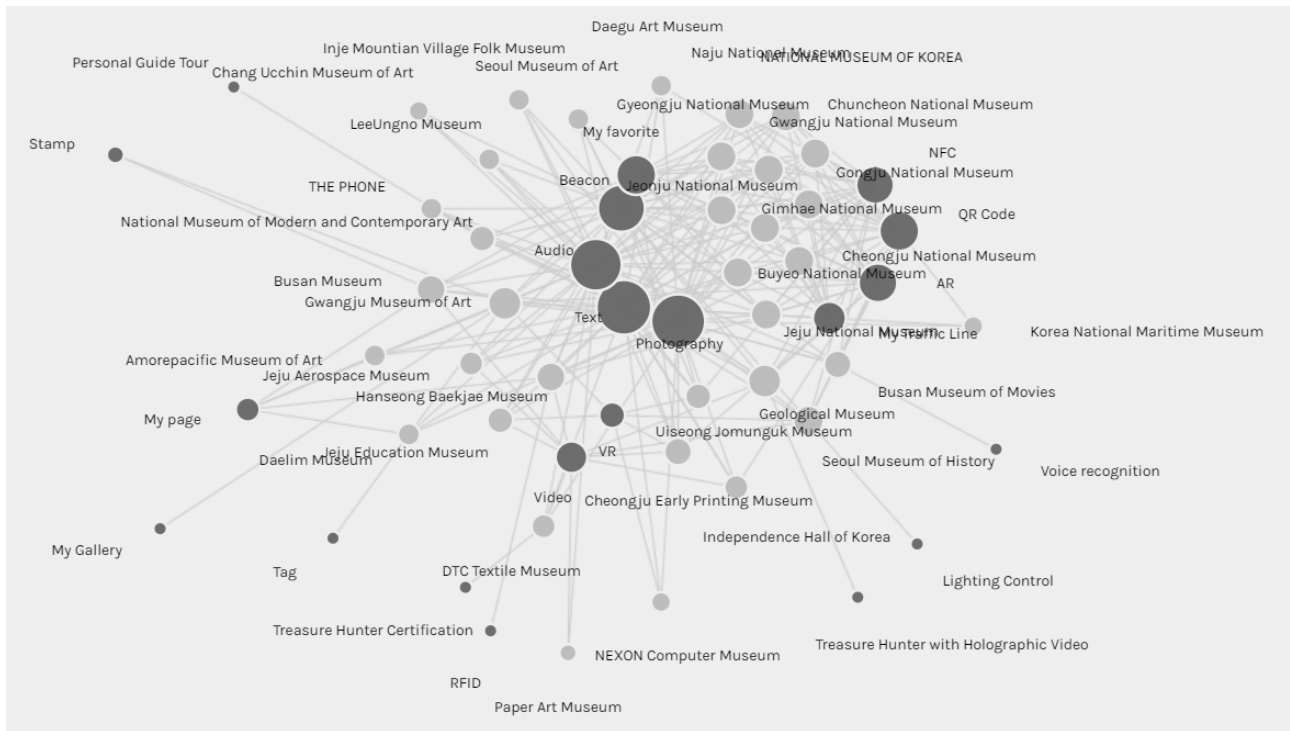 Daegu Art Museum
Inje Mountian Village Folk Museum
Naju National Museum
NATIONAL MUSEUM OF KOREA
Personal Guide Tour
Chang Ucchin Museum of Art
Seoul Museum of Art
Gyeongju National Museum
Chuncheon National Museum
LeeUngno Museum
Gwangju National Museum
My favorite
Stamp
NFC
Gongju National Museum
Beacon
Jeonju National Museum
THE PHONE
Gimhae National Museum
QR Code
National Museum of Modern and Contemporary Art
Audio
Cheongju National Museum
Buyeo National Museum
Busan Museum
AR
Gwangju Museum of Art
Text
Jeju National Museum
My Traffic Line
Korea National Maritime Museum
Photography
Amorepacific Museum of Art
Jeju Aerospace Museum
Hanseong Baekjae Museum
Busan Museum of Movies
Geological Museum
My page
Uiseong Jomunguk Museum
Jeju Education Museum
VR
Daelim Museum
Seoul Museum of History
Voice recognition
Video
Cheongju Early Printing Museum
Independence Hall of Korea
My Gallery
Tag
DTC Textile Museum
Lighting Control
Treasure Hunter Certification
Treasure Hunter with Holographic Video
NEXON Computer Museum
RFID
Paper Art Museum